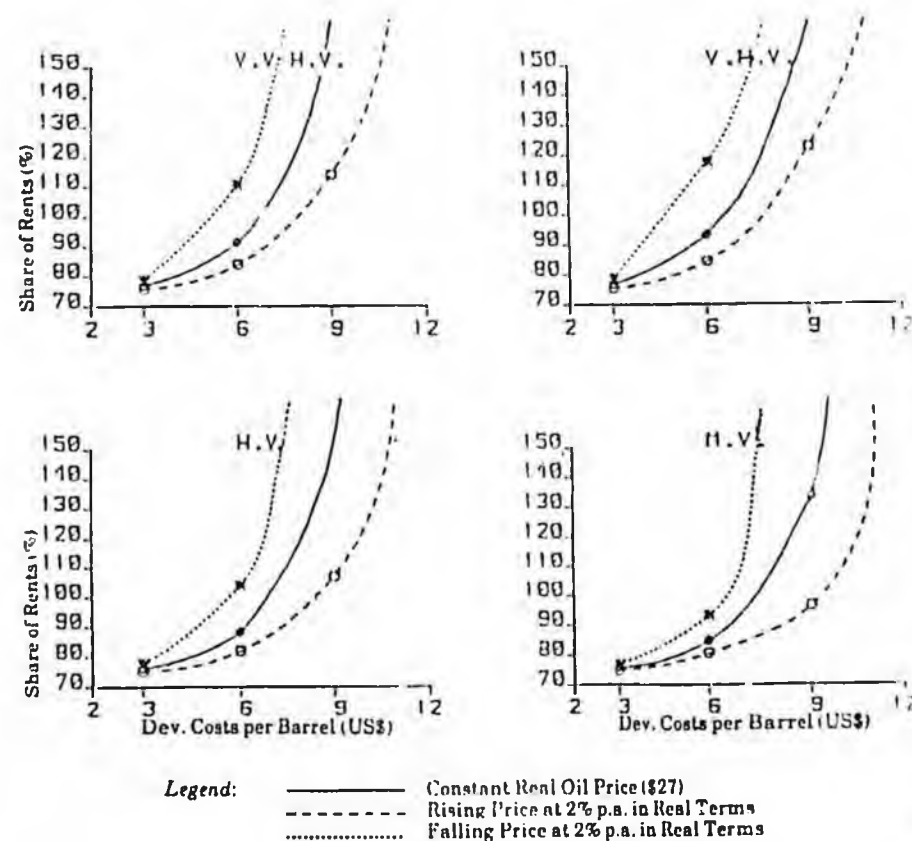 V.V.H.V.
150.
140.
130.
120.
110.
100.
90.
80.
70.
Share of Rents (%)
2 3 6 9 12
V.H.V.
150.
140.
130.
120.
110.
100.
90.
80.
70.
2 3 6 9 12
H.V.
150.
140.
130.
120.
110.
100.
90.
80.
70.
Share of Rents (%)
2 3 6 9 12
Dev. Costs per Barrel (US$)
M.V.
150.
140.
130.
120.
110.
100.
90.
80.
70.
2 3 6 9 12
Dev. Costs per Barrel (US$)
Legend:
Constant Real Oil Price ($27)
Rising Price at 2% p.a. in Real Terms
Falling Price at 2% p.a. in Real Terms